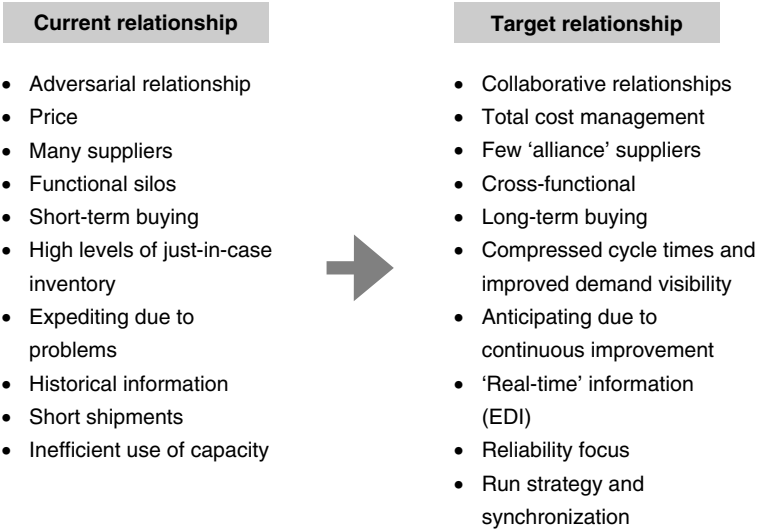 Current relationship
• Adversarial relationship
• Price
• Many suppliers
• Functional silos
• Short-term buying
• High levels of just-in-case
inventory
• Expediting due to
problems
• Historical information
• Short shipments
• Inefficient use of capacity
Target relationship
• Collaborative relationships
• Total cost management
• Few ‘alliance’ suppliers
• Cross-functional
• Long-term buying
• Compressed cycle times and
improved demand visibility
• Anticipating due to
continuous improvement
• ‘Real-time’ information
(EDI)
• Reliability focus
• Run strategy and
synchronization